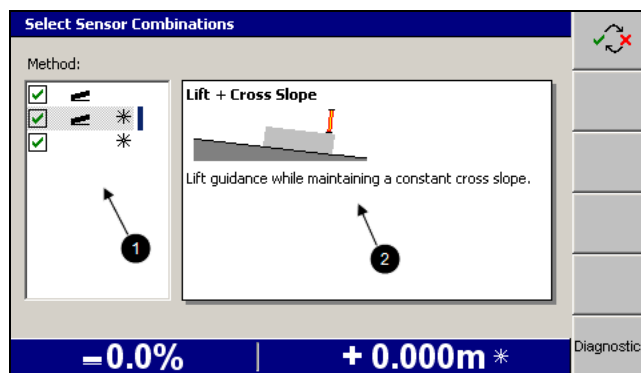 Select Sensor Combinations
Method:
Lift + Cross Slope
Lift guidance while maintaining a constant cross slope.
1
2
=0.0%
+ 0.000m *
Diagnostic